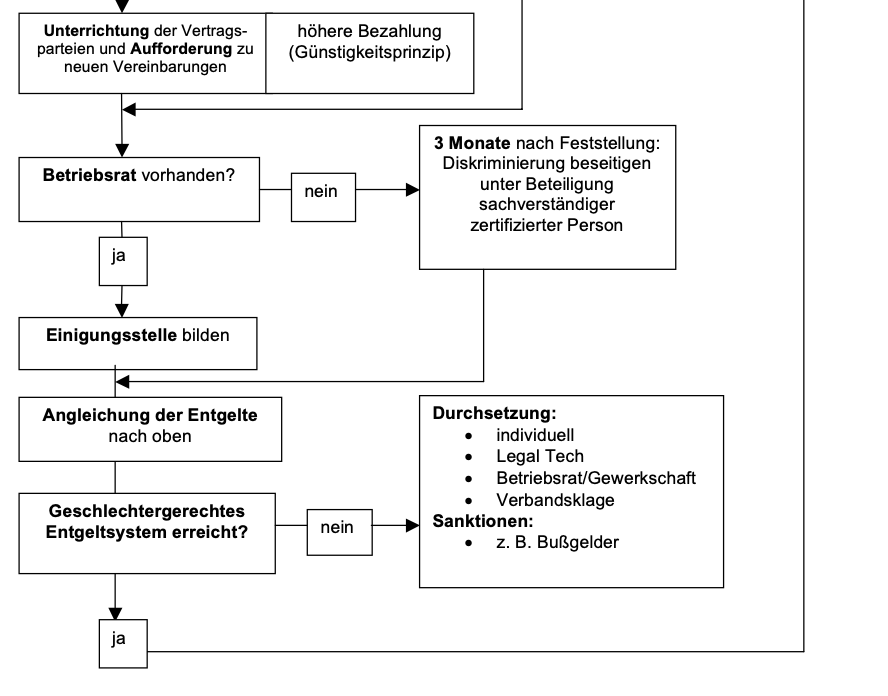 Unterrichtung der Vertrags-
parteien und Aufforderung zu
neuen Vereinbarungen
höhere Bezahlung
(Günstigkeitsprinzip)
Betriebsrat vorhanden?
nein
3 Monate nach Feststellung:
Diskriminierung beseitigen
unter Beteiligung
sachverständiger
zertifizierter Person
ja
Einigungsstelle bilden
Angleichung der Entgelte
nach oben
Geschlechtergerechtes
Entgeltsystem erreicht?
nein
Durchsetzung:
• individuell
• Legal Tech
• Betriebsrat/Gewerkschaft
• Verbandsklage
Sanktionen:
• z. B. Bußgelder
ja